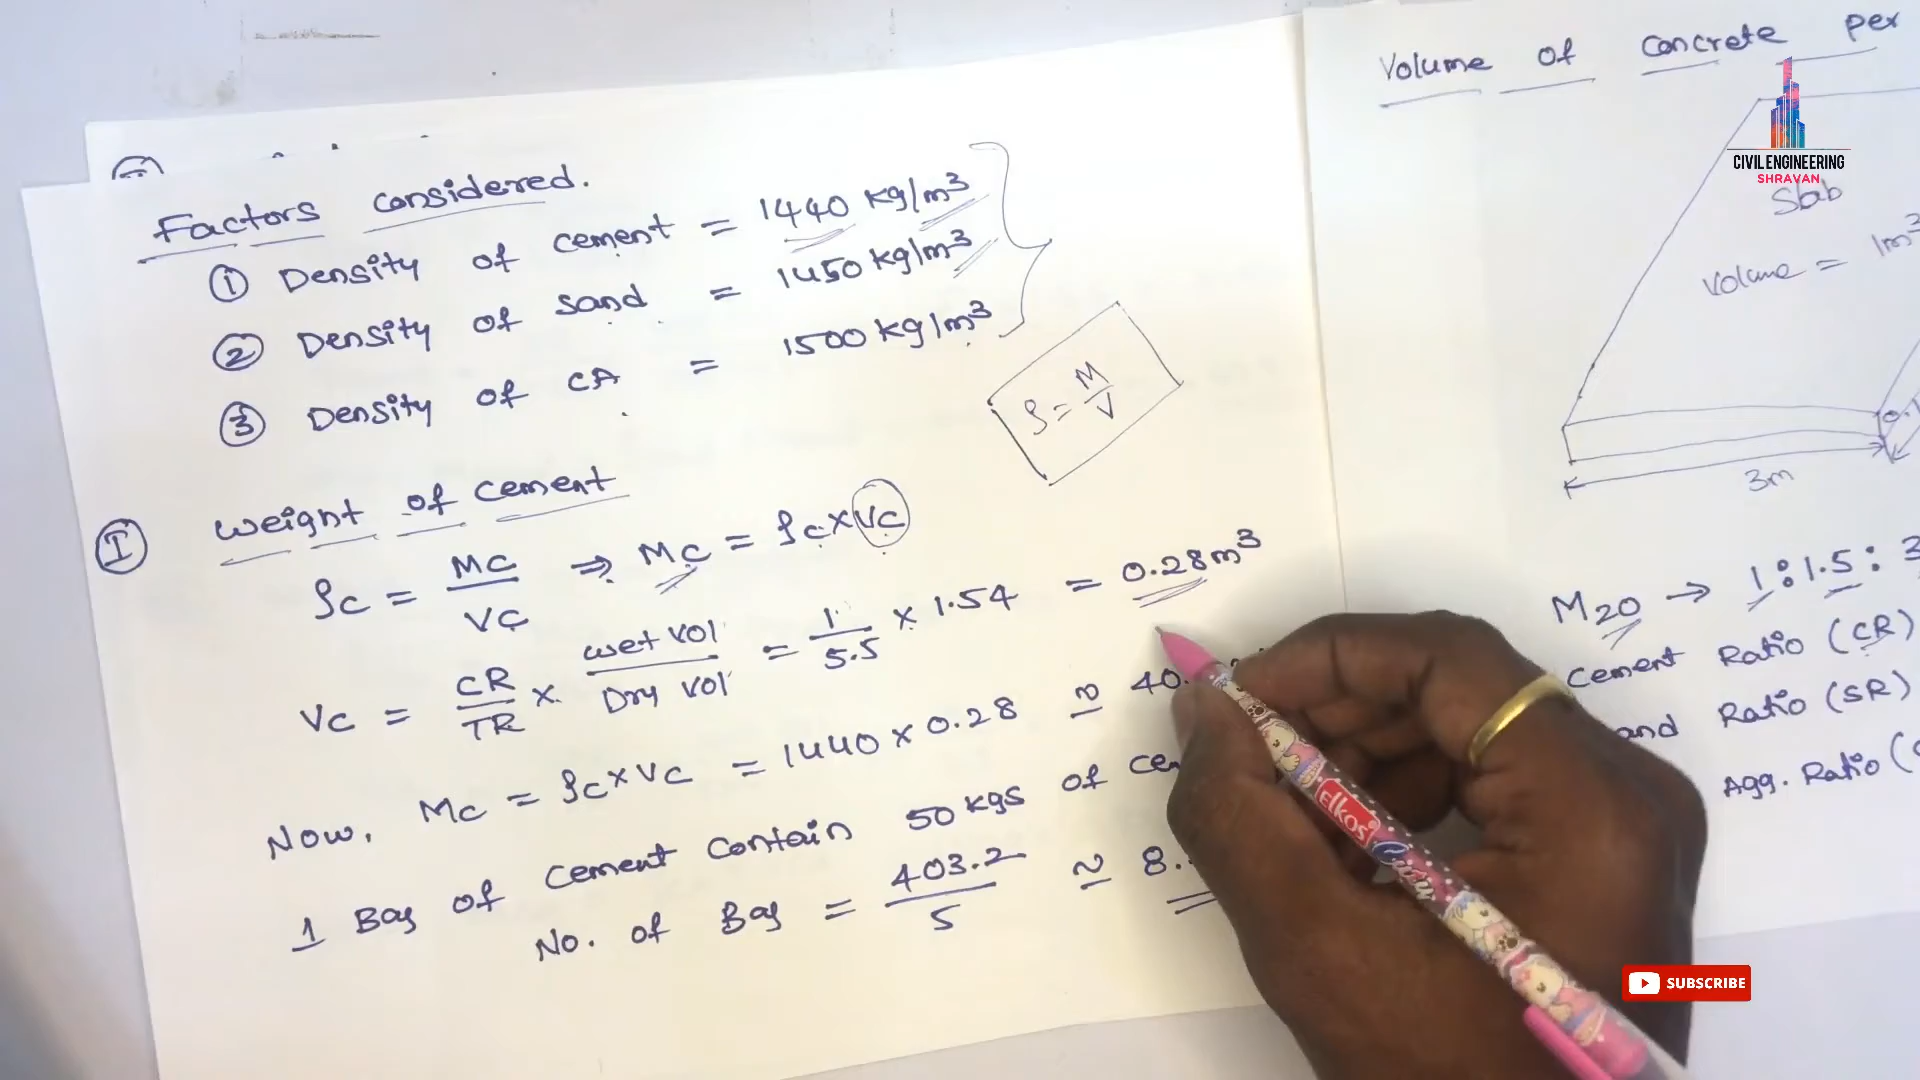 Factors considered.
① Density of cement = 1440 kg/m³
② Density of sand = 1450 kg/m³
③ Density of CA = 1500 kg/m³
ρ = M/V
Ⓘ Weight of cement
ρc = Mc/Vc ⇒ Mc = ρc × Vc
Vc = CR/TR × wet vol/Dry vol = 1/5.5 × 1.54 = 0.28 m³
Now, Mc = ρc × Vc = 1440 × 0.28 ≈ 40
1 Bag of cement contain 50 kgs of ce
No. of Bag = 403.2/5 ≈ 8.
Volume of concrete per
CIVIL ENGINEERING
SHRAVAN
Slab
Volume = 1m³
3m
M20 → 1:1.5:3
Cement Ratio (CR)
and Ratio (SR)
Agg. Ratio (
Elkos
SUBSCRIBE